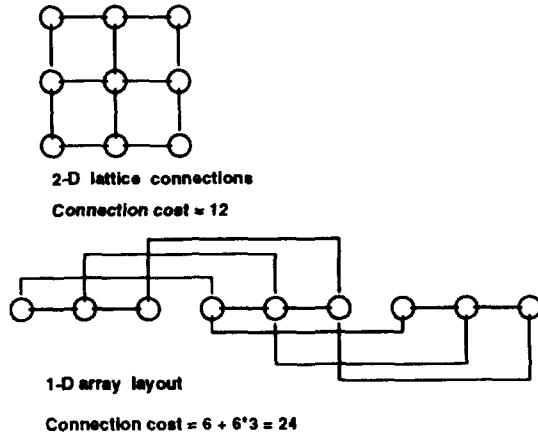 2-D lattice connections
Connection cost = 12
1-D array layout
Connection cost = 6 + 6*3 = 24